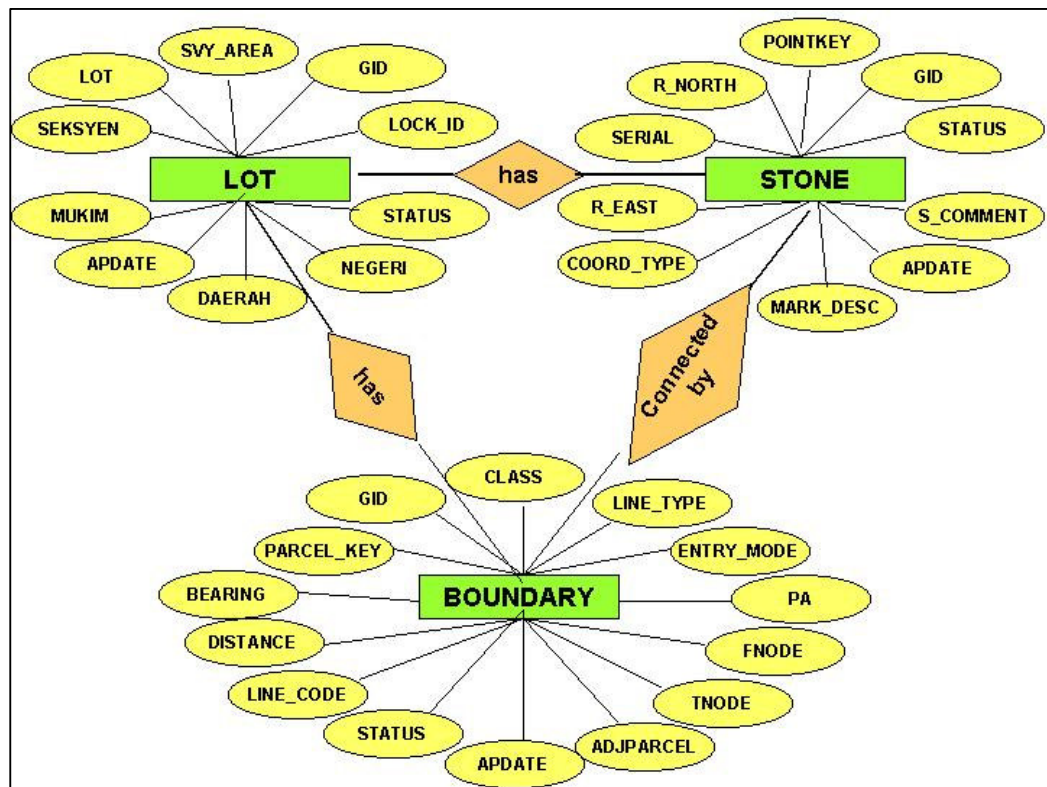 SVY_AREA
LOT
GID
SEKSYEN
LOCK_ID
LOT
MUKIM
STATUS
APDATE
NEGERI
DAERAH
has
POINTKEY
R_NORTH
GID
SERIAL
STATUS
STONE
R_EAST
S_COMMENT
COORD_TYPE
APDATE
MARK_DESC
has
Connected
by
CLASS
GID
LINE_TYPE
PARCEL_KEY
ENTRY_MODE
BEARING
BOUNDARY
PA
DISTANCE
FNODE
LINE_CODE
TNODE
STATUS
ADJPARCEL
APDATE